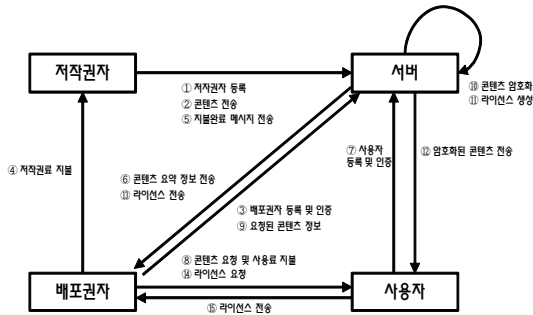 저작권자
서버
① 저자권자 등록
② 콘텐츠 전송
⑤ 지불완료 메시지 전송
⑩ 콘텐츠 암호화
⑪ 라이선스 생성
④ 저작권료 지불
⑥ 콘텐츠 요약 정보 전송
⑬ 라이선스 전송
⑦ 사용자
등록 및 인증
⑫ 암호화된 콘텐츠 전송
③ 배포권자 등록 및 인증
⑨ 요청된 콘텐츠 정보
⑧ 콘텐츠 요청 및 사용료 지불
⑭ 라이선스 요청
배포권자
사용자
⑮ 라이선스 전송